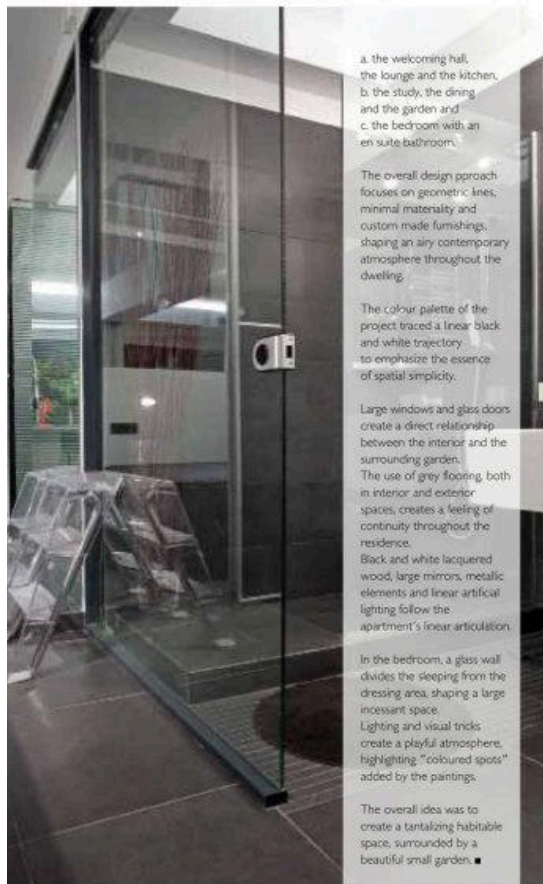 a. the welcoming hall,
the lounge and the kitchen,
b. the study, the dining
and the garden and
c. the bedroom with an
en suite bathroom.
The overall design pproach
focuses on geometric lines,
minimal materiality and
custom made furnishings,
shaping an airy contemporary
atmosphere throughout the
dwelling.
The colour palette of the
project traced a linear black
and white trajectory
to emphasize the essence
of spatial simplicity.
Large windows and glass doors
create a direct relationship
between the interior and the
surrounding garden.
The use of grey flooring, both
in interior and exterior
spaces, creates a feeling of
continuity throughout the
residence.
Black and white lacquered
wood, large mirrors, metallic
elements and linear artificial
lighting follow the
apartment's linear articulation.
In the bedroom, a glass wall
divides the sleeping from the
dressing area, shaping a large
incessant space.
Lighting and visual tricks
create a playful atmosphere,
highlighting "coloured spots"
added by the paintings.
The overall idea was to
create a tantalizing habitable
space, surrounded by a
beautiful small garden. ■